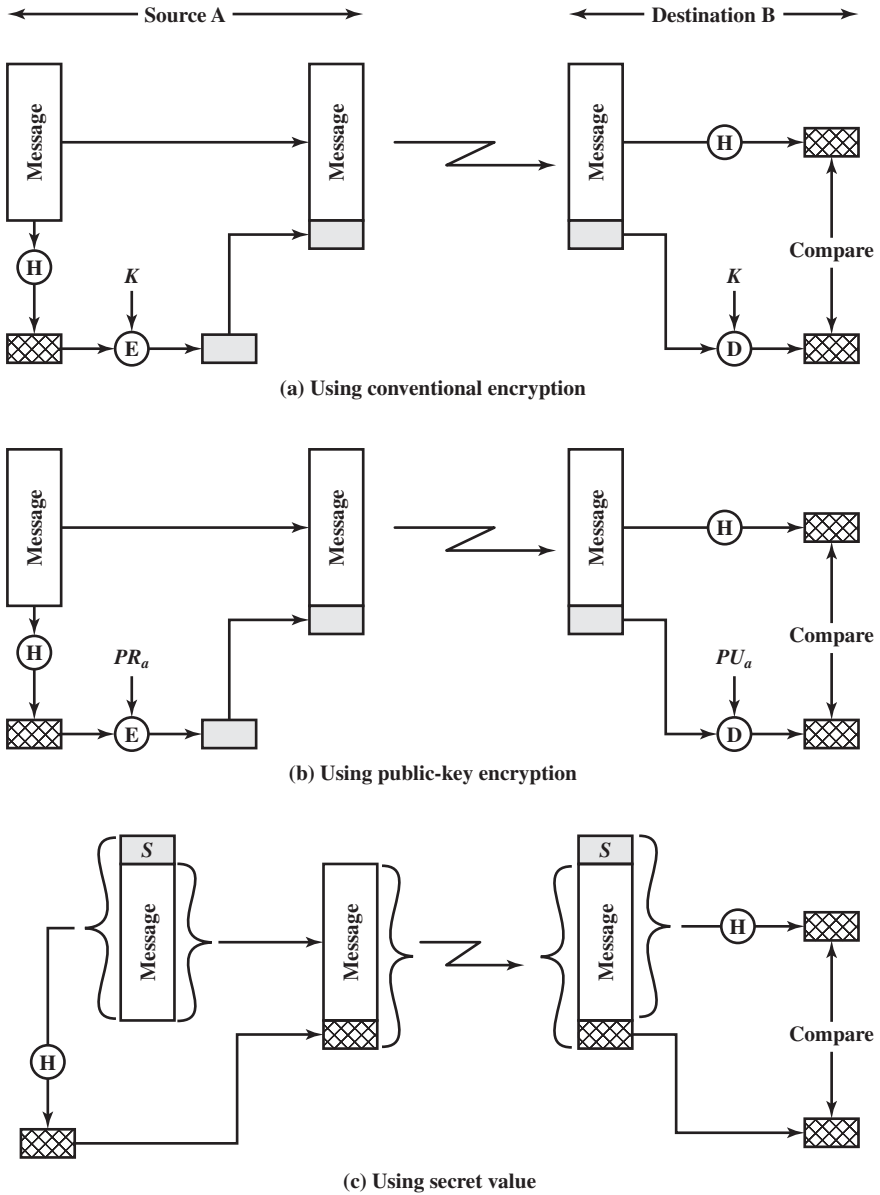 Source A
Destination B
Message
Message
Message
H
H
K
K
Compare
E
D
(a) Using conventional encryption
Message
Message
Message
H
H
PRa
PUa
Compare
E
D
(b) Using public-key encryption
S
S
Message
Message
Message
H
H
Compare
(c) Using secret value